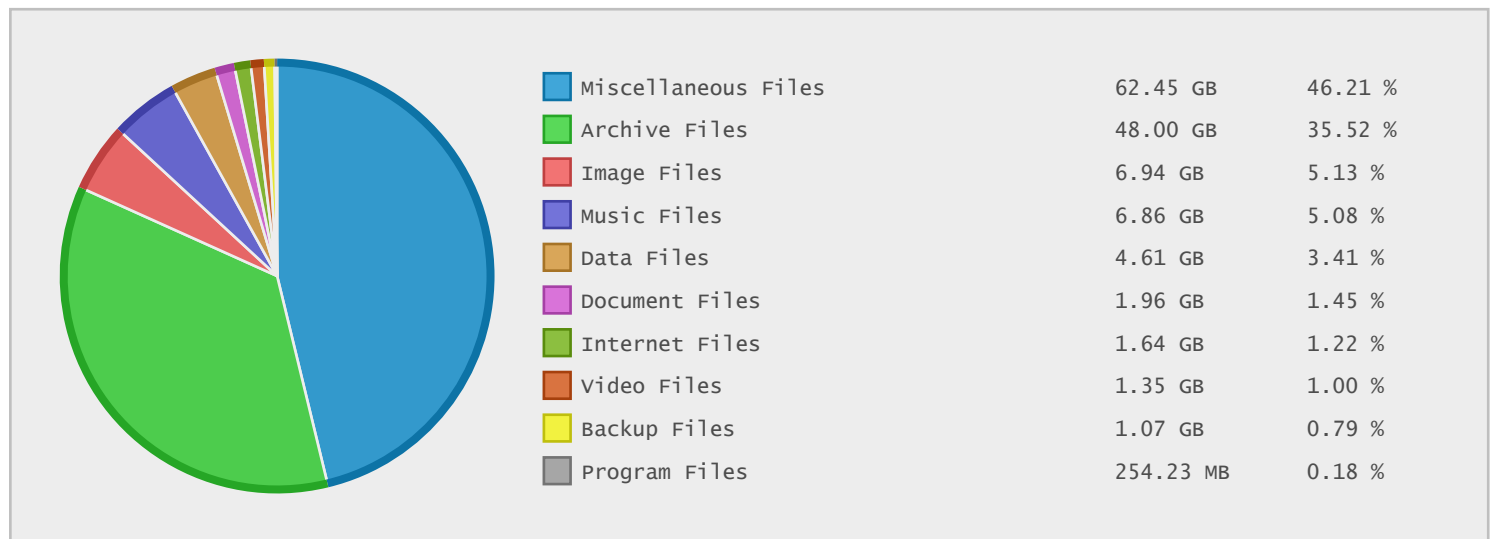 Miscellaneous Files 62.45 GB 46.21 %
Archive Files 48.00 GB 35.52 %
Image Files 6.94 GB 5.13 %
Music Files 6.86 GB 5.08 %
Data Files 4.61 GB 3.41 %
Document Files 1.96 GB 1.45 %
Internet Files 1.64 GB 1.22 %
Video Files 1.35 GB 1.00 %
Backup Files 1.07 GB 0.79 %
Program Files 254.23 MB 0.18 %